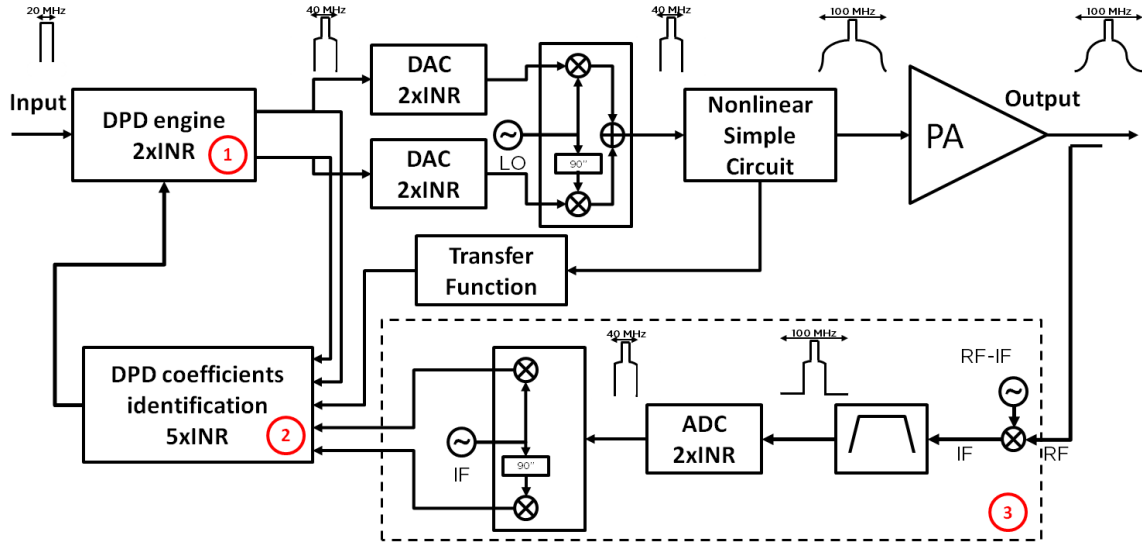 20 MHz
40 MHz
40 MHz
100 MHz
100 MHz
Input
DPD engine
2xINR
1
DAC
2xINR
DAC
2xINR
LO
90°
Nonlinear
Simple
Circuit
PA
Output
Transfer
Function
DPD coefficients
identification
5xINR
2
40 MHz
100 MHz
RF-IF
IF
90°
ADC
2xINR
IF
RF
3